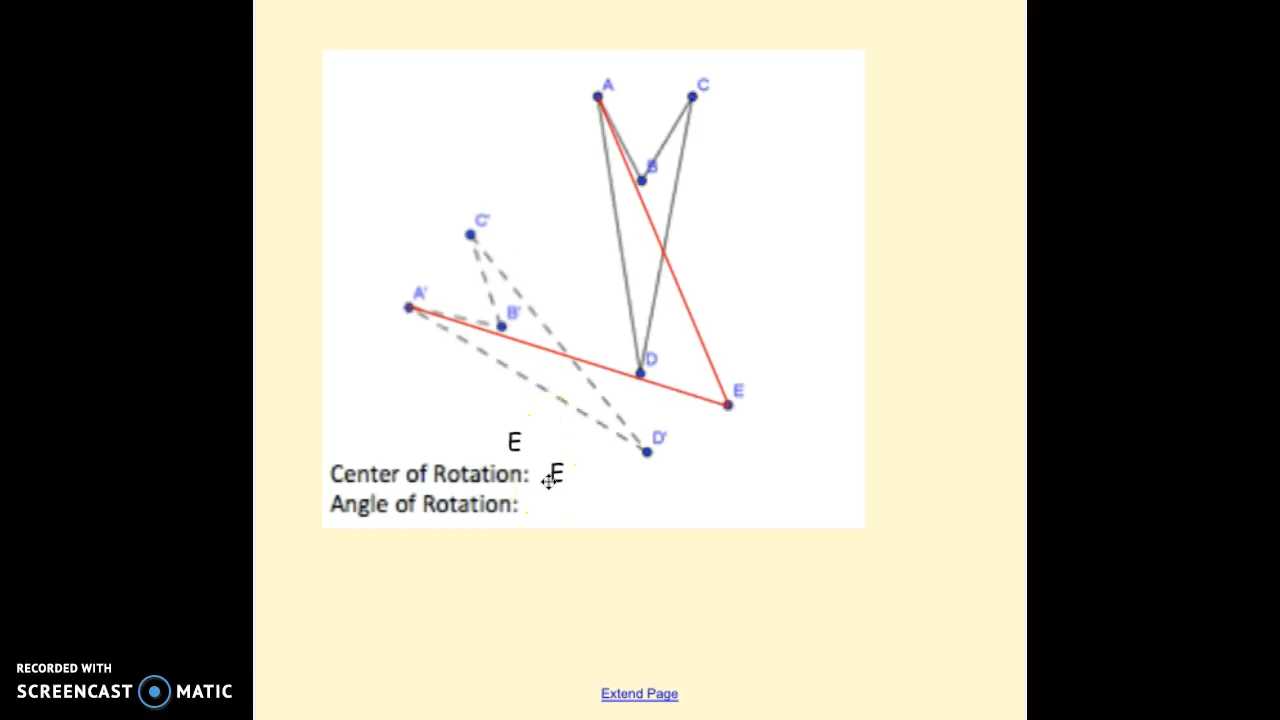 A C
B
C'
A'
B'
D
E
D'
E
Center of Rotation: E
Angle of Rotation:
RECORDED WITH
SCREENCAST MATIC
Extend Page